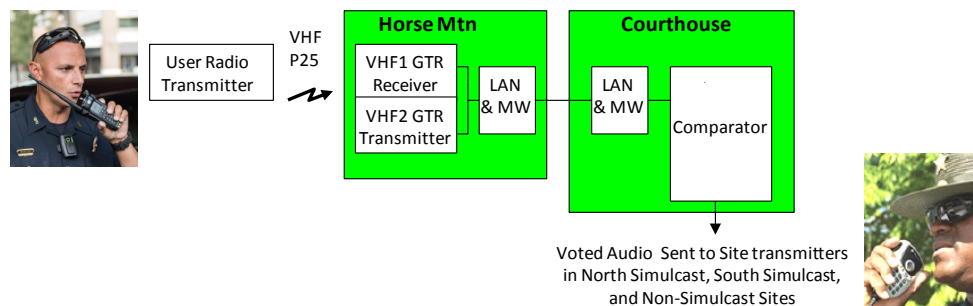 User Radio
Transmitter
VHF
P25
Horse Mtn
VHF1 GTR
Receiver
VHF2 GTR
Transmitter
LAN
& MW
Courthouse
LAN
& MW
Comparator
Voted Audio Sent to Site transmitters
in North Simulcast, South Simulcast,
and Non-Simulcast Sites